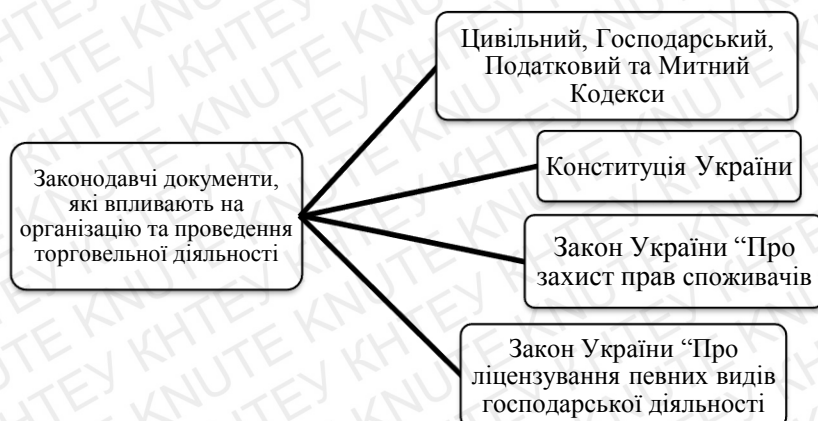 Цивільний, Господарський,
Податковий та Митний
Кодекси
Законодавчі документи,
які впливають на
організацію та проведення
торговельної діяльності
Конституція України
Закон України “Про
захист прав споживачів
Закон України “Про
ліцензування певних видів
господарської діяльності